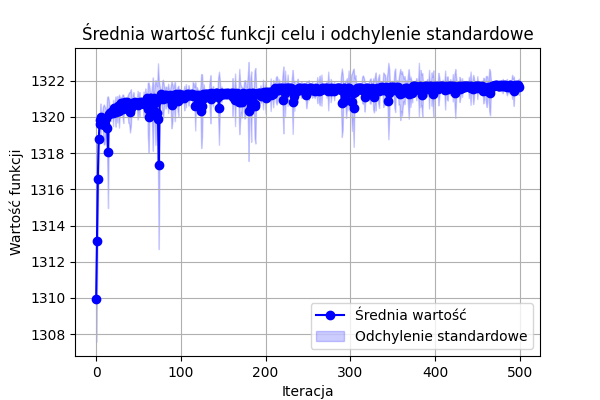 Średnia wartość funkcji celu i odchylenie standardowe
Wartość funkcji
1322
1320
1318
1316
1314
1312
1310
1308
0 100 200 300 400 500
Iteracja
Średnia wartość
Odchylenie standardowe